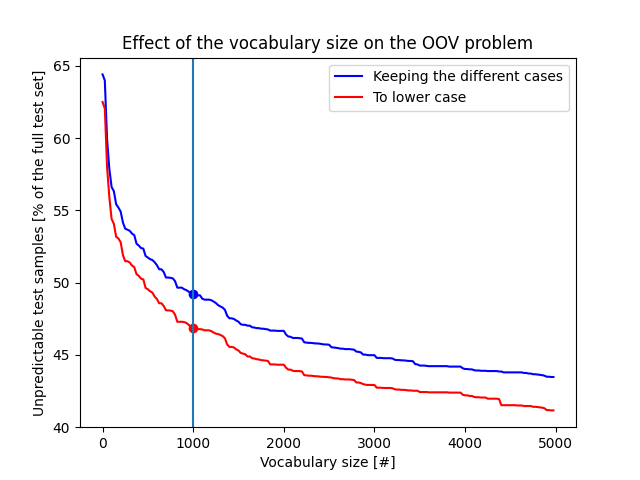 Effect of the vocabulary size on the OOV problem
Unpredictable test samples [% of the full test set]
65
60
55
50
45
40
Keeping the different cases
To lower case
0 1000 2000 3000 4000 5000
Vocabulary size [#]